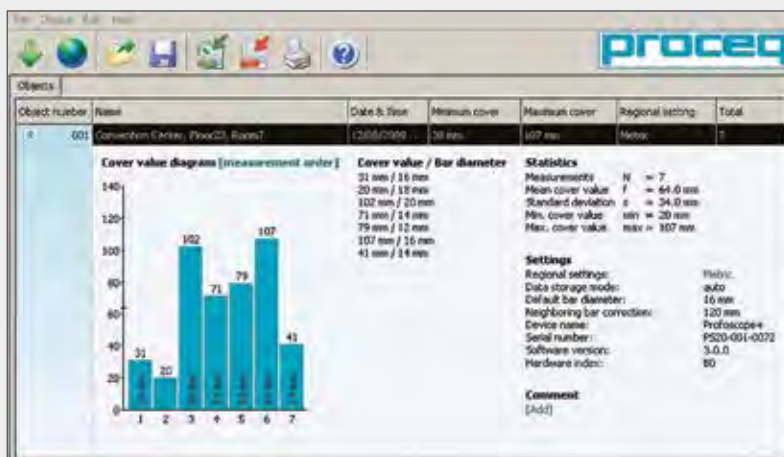 File Device Edit Help
proceq
Objects
Object number Name Date & Time Minimum cover Maximum cover Regional setting Total
001 Convention Center, Floor23, Room7 20 mm 107 mm Metric 7
Cover value diagram [measurement order]
140
120
100
80
60
40
20
0
31
20
102
71
79
107
41
1 2 3 4 5 6 7
Cover value / Bar diameter
31 mm / 16 mm
20 mm / 18 mm
102 mm / 20 mm
71 mm / 14 mm
79 mm / 12 mm
107 mm / 16 mm
41 mm / 14 mm
Statistics
Measurements N = 7
Mean cover value = 64.0 mm
Standard deviation s = 34.0 mm
Min. cover value min = 20 mm
Max. cover value max = 107 mm
Settings
Regional settings: Metric
Data storage mode: auto
Default bar diameter: 16 mm
Neighboring bar correction: 120 mm
Device name: Profoscope+
Serial number: PS20-001-0072
Software version: 3.0.0
Hardware index: B0
Comment
[Add]